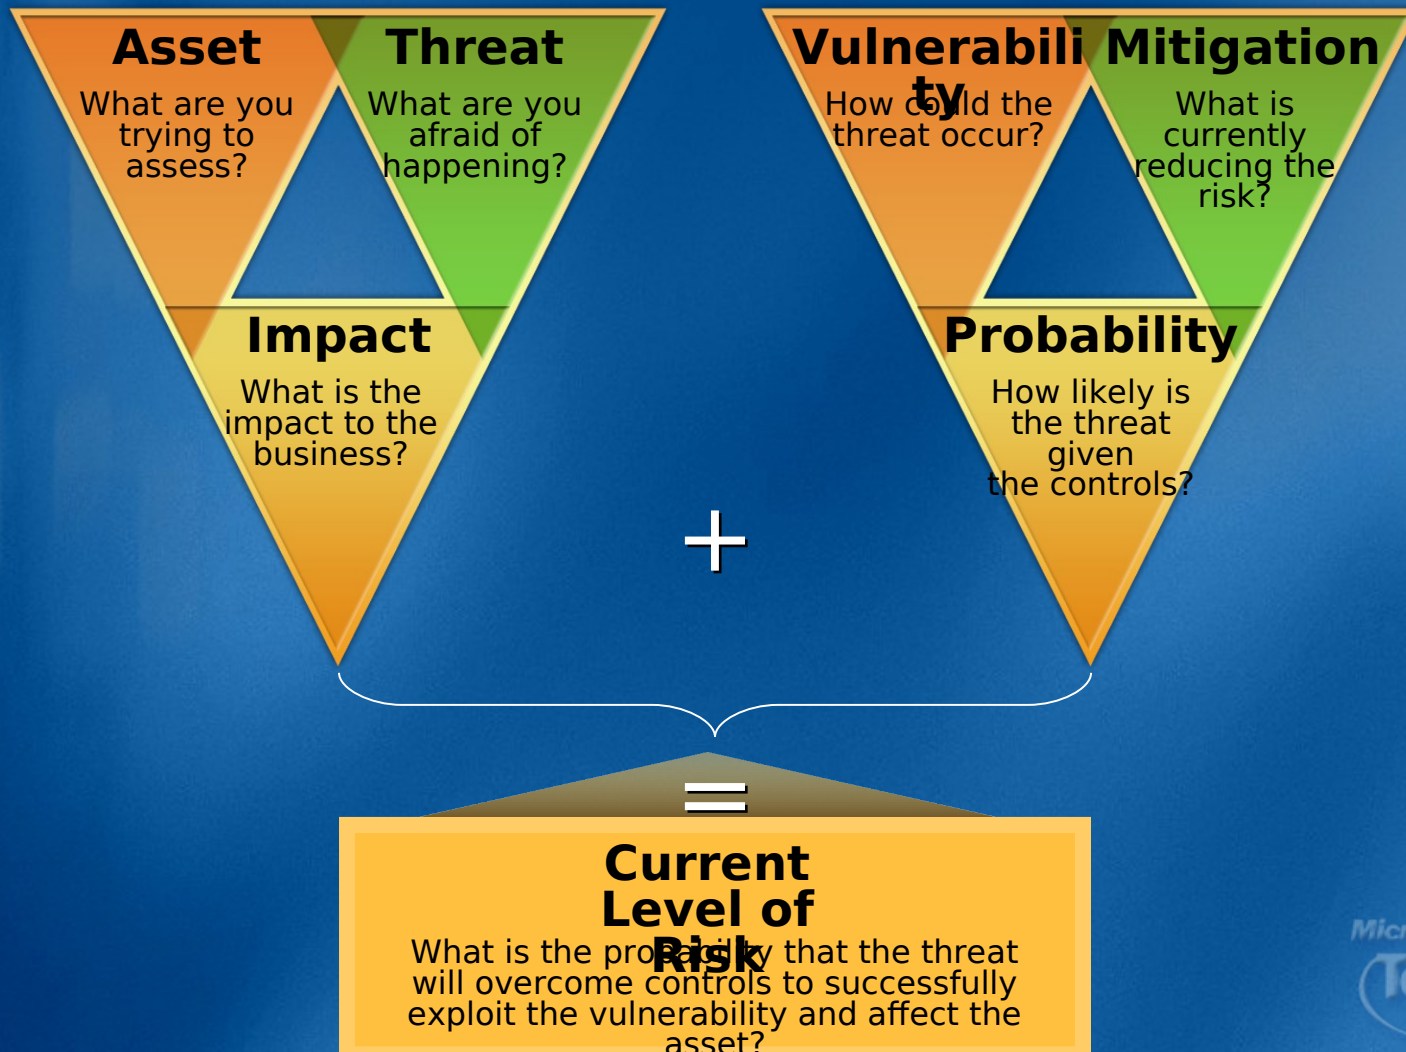 Asset
What are you
trying to
assess?
Threat
What are you
afraid of
happening?
Impact
What is the
impact to the
business?
Vulnerabili
ty
How could the
threat occur?
Mitigation
What is
currently
reducing the
risk?
Probability
How likely is
the threat
given
the controls?
+
=
Current
Level of
Risk
What is the probability that the threat
will overcome controls to successfully
exploit the vulnerability and affect the
asset?